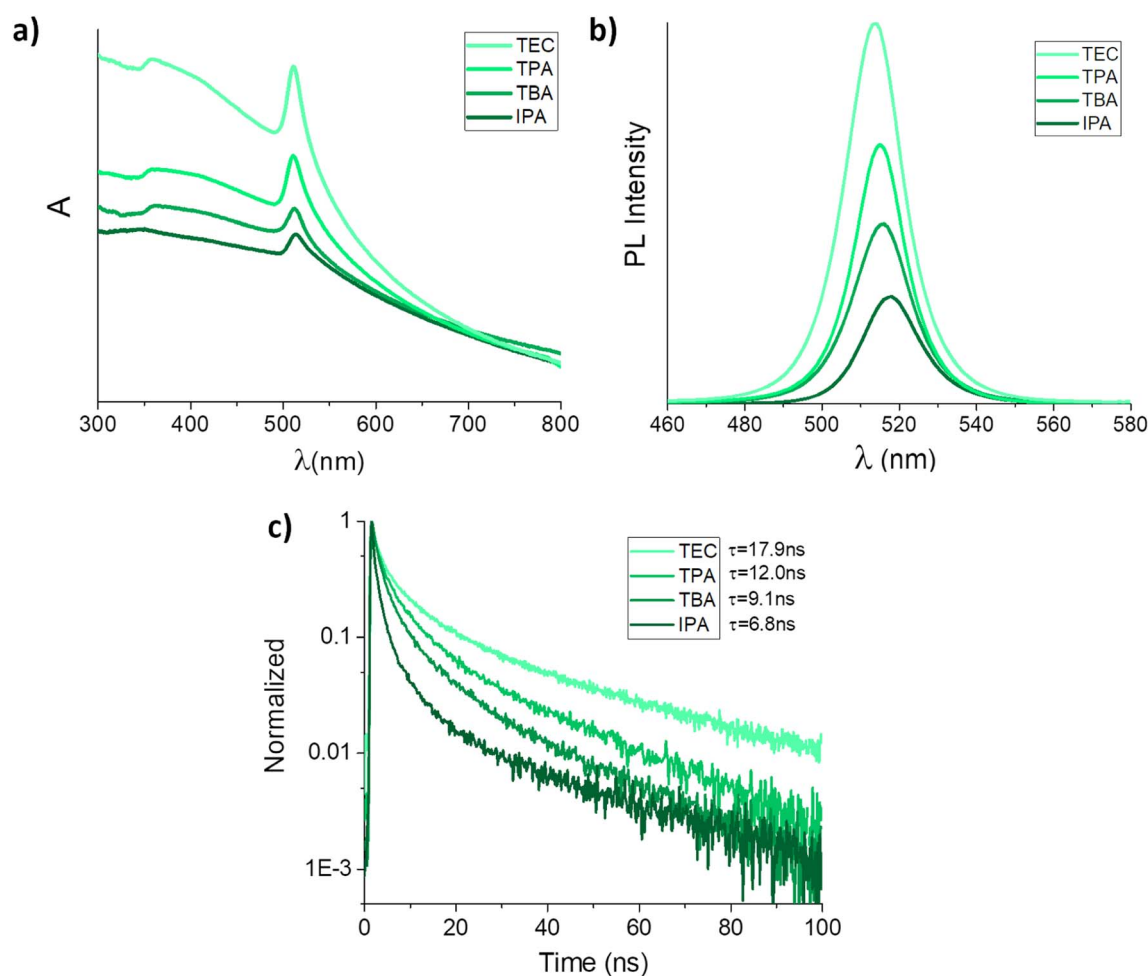 a)
TEC
TPA
TBA
IPA
A
300 400 500 600 700 800
λ(nm)
b)
TEC
TPA
TBA
IPA
PL Intensity
460 480 500 520 540 560 580
λ (nm)
c)
TEC τ=17.9ns
TPA τ=12.0ns
TBA τ=9.1ns
IPA τ=6.8ns
Normalized
1
0.1
0.01
1E-3
0 20 40 60 80 100
Time (ns)